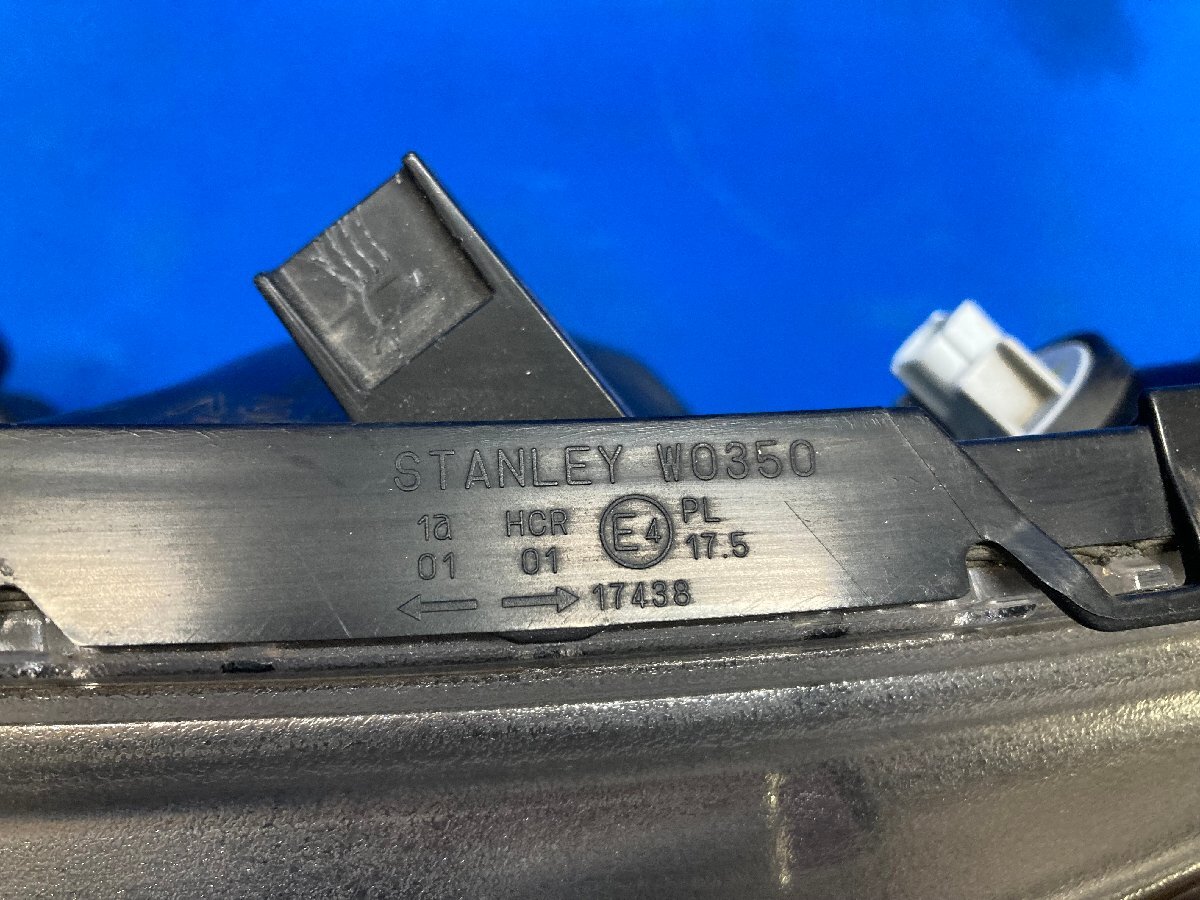 STANLEY W0350
1a HCR E4 PL
01 01 17.5
← → 17438